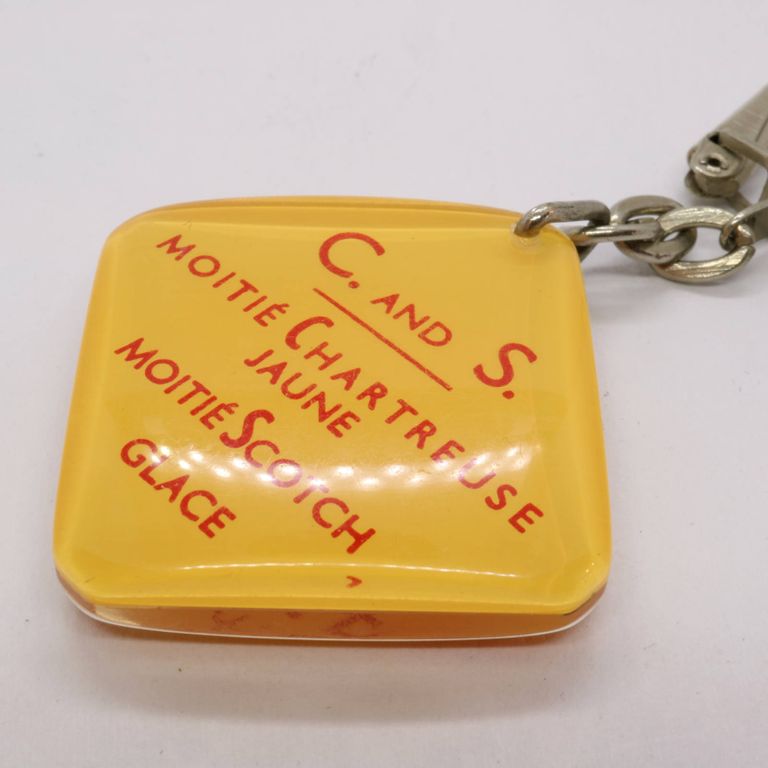 C. AND S.
MOITIÉ CHARTREUSE
JAUNE
MOITIÉ SCOTCH
GLACE